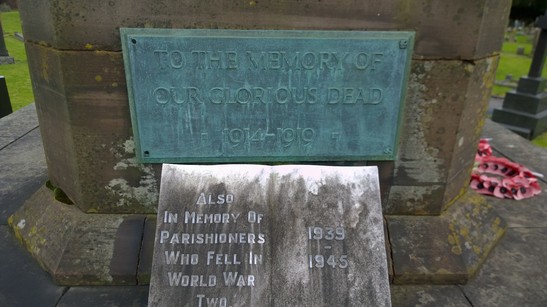 TO THE MEMORY OF
OUR GLORIOUS DEAD
- 1914-1919 -
ALSO
IN MEMORY OF
PARISHIONERS
WHO FELL IN
WORLD WAR
TWO
1939
-
1945